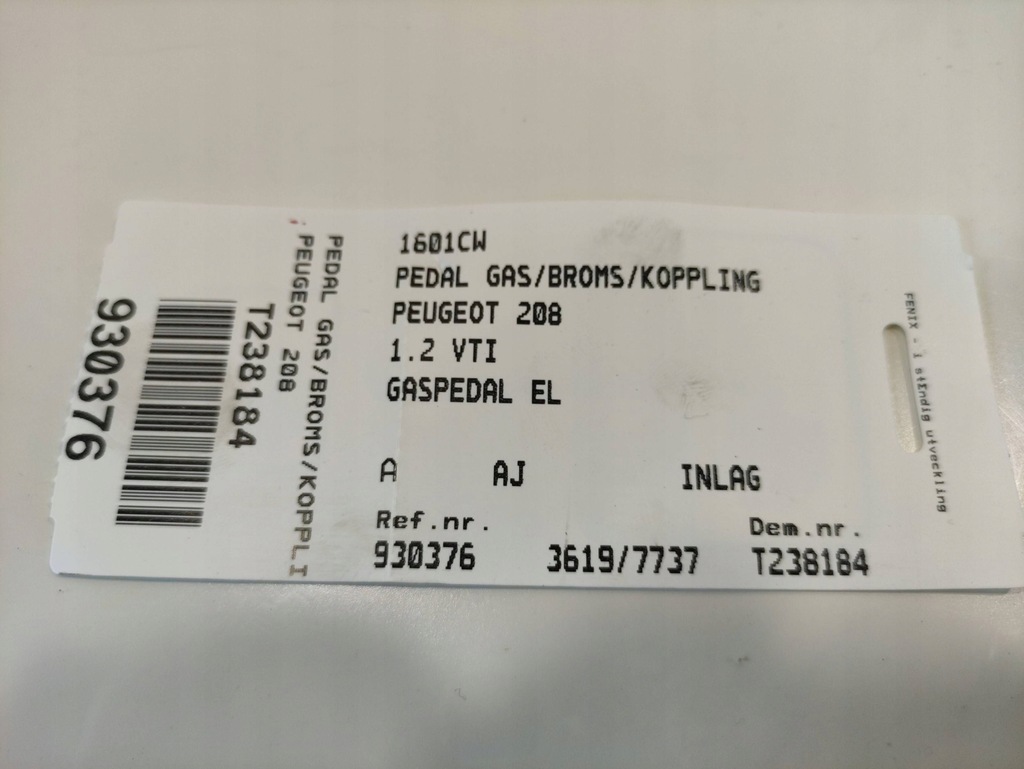 1601CW
PEDAL GAS/BROMS/KOPPLING
PEUGEOT 208
1.2 VTI
GASPEDAL EL
A AJ INLAG
Ref.nr. Dem.nr.
930376 3619/7737 T238184
PEDAL GAS/BROMS/KOPPLI
PEUGEOT 208
T238184
930376
FENIX - i stEndig utveckling